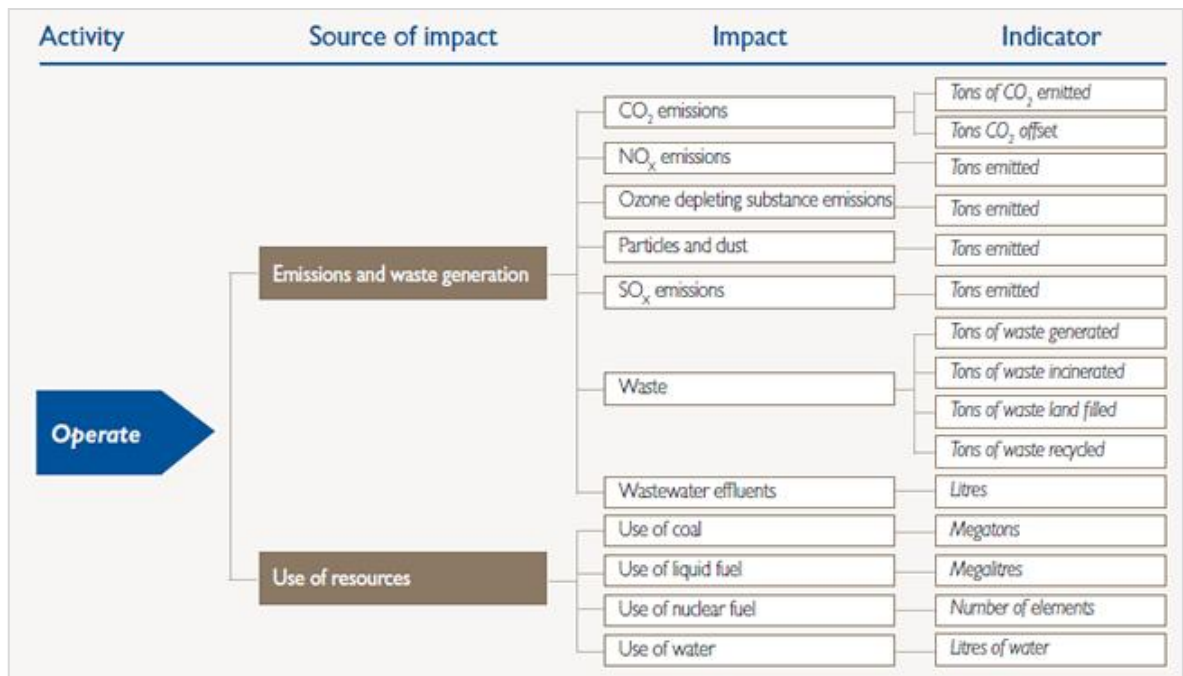 Activity
Source of impact
Impact
Indicator
Operate
Emissions and waste generation
CO₂ emissions
Tons of CO₂ emitted
Tons CO₂ offset
NOₓ emissions
Tons emitted
Ozone depleting substance emissions
Tons emitted
Particles and dust
Tons emitted
SOₓ emissions
Tons emitted
Waste
Tons of waste generated
Tons of waste incinerated
Tons of waste land filled
Tons of waste recycled
Wastewater effluents
Litres
Use of resources
Use of coal
Megatons
Use of liquid fuel
Megalitres
Use of nuclear fuel
Number of elements
Use of water
Litres of water